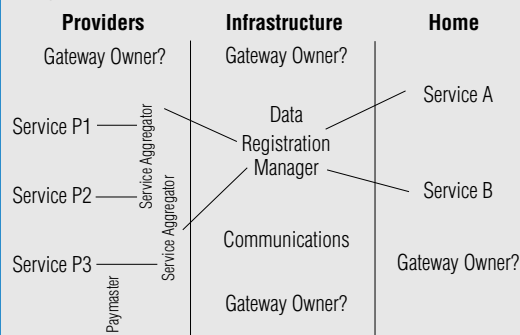 Providers
Infrastructure
Home
Gateway Owner?
Gateway Owner?
Service A
Data
Registration
Manager
Service P1
Service Aggregator
Service P2
Service B
Service Aggregator
Communications
Service P3
Gateway Owner?
Paymaster
Gateway Owner?